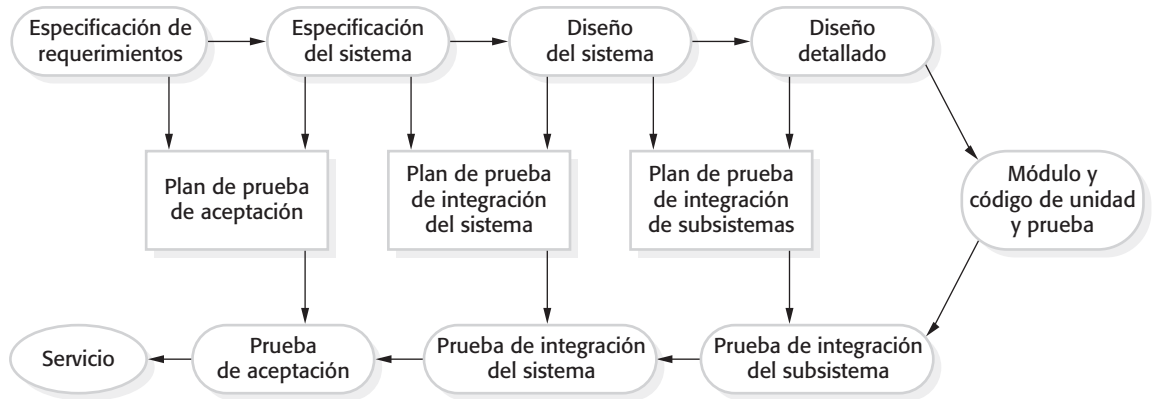 Especificación de
requerimientos
Especificación
del sistema
Diseño
del sistema
Diseño
detallado
Plan de prueba
de aceptación
Plan de prueba
de integración
del sistema
Plan de prueba
de integración
de subsistemas
Módulo y
código de unidad
y prueba
Servicio
Prueba
de aceptación
Prueba de integración
del sistema
Prueba de integración
del subsistema